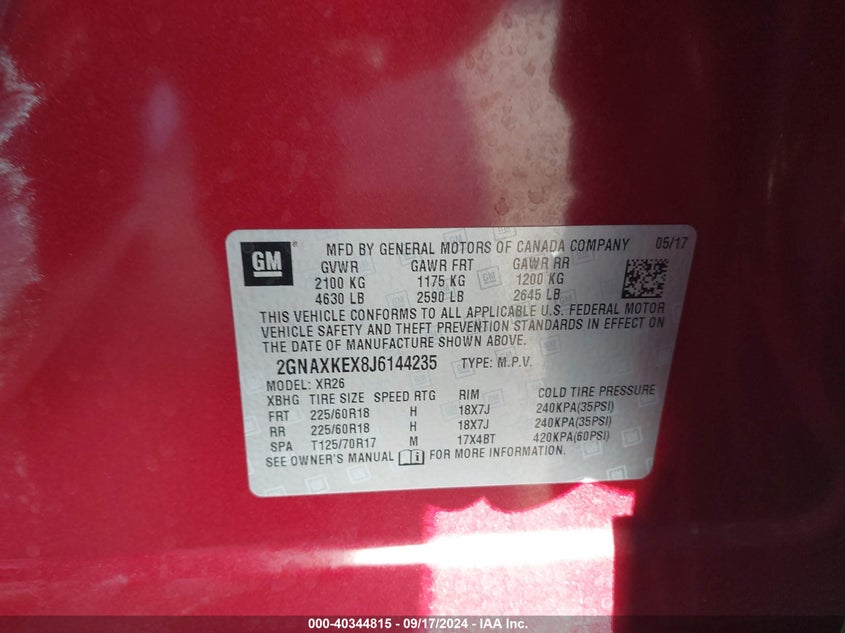 GM ® MFD BY GENERAL MOTORS OF CANADA COMPANY 05/17
GVWR GAWR FRT GAWR RR
2100 KG 1175 KG 1200 KG
4630 LB 2590 LB 2645 LB
THIS VEHICLE CONFORMS TO ALL APPLICABLE U.S. FEDERAL MOTOR
VEHICLE SAFETY AND THEFT PREVENTION STANDARDS IN EFFECT ON
THE DATE OF MANUFACTURE SHOWN ABOVE.
2GNAXKEX8J6144235 TYPE: M.P.V.
MODEL: XR26
XBHG TIRE SIZE SPEED RTG RIM COLD TIRE PRESSURE
FRT 225/60R18 H 18X7J 240KPA(35PSI)
RR 225/60R18 H 18X7J 240KPA(35PSI)
SPA T125/70R17 M 17X4BT 420KPA(60PSI)
SEE OWNER'S MANUAL FOR MORE INFORMATION.
000-40344815 - 09/17/2024 - IAA Inc.